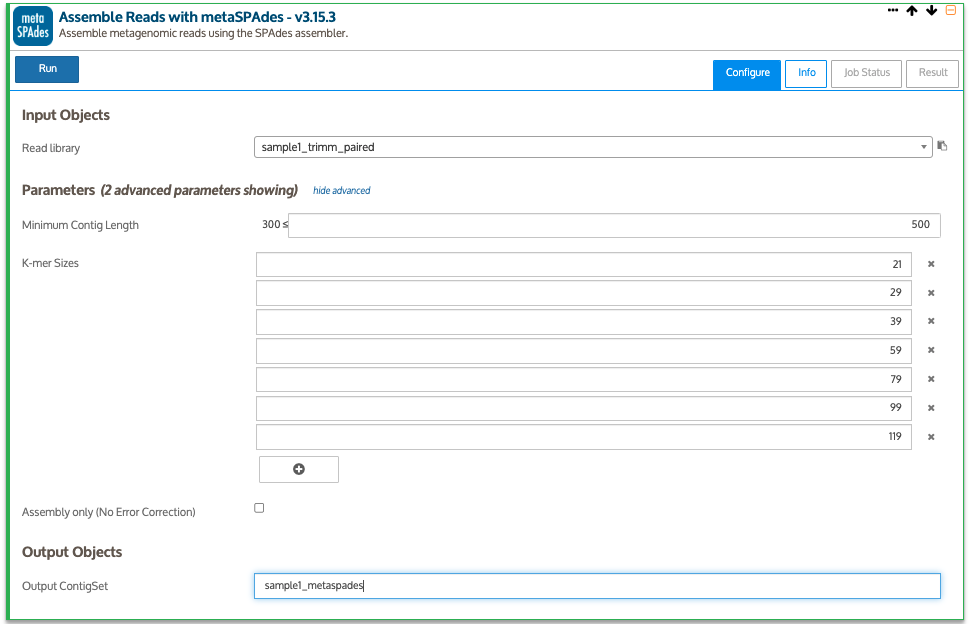 meta
SPAdes
Assemble Reads with metaSPAdes - v3.15.3
Assemble metagenomic reads using the SPAdes assembler.
Run
Configure Info Job Status Result
Input Objects
Read library sample1_trimm_paired
Parameters (2 advanced parameters showing) hide advanced
Minimum Contig Length 300 ≤ 500
K-mer Sizes 21
29
39
59
79
99
119
Assembly only (No Error Correction)
Output Objects
Output ContigSet sample1_metaspades